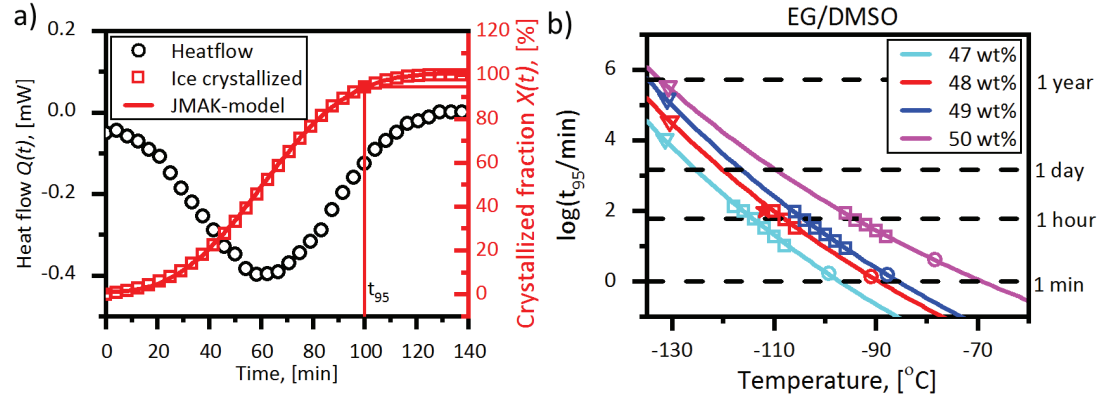 a)
Heat flow Q(t), [mW]
0.2
0.0
-0.2
-0.4
Heatflow
Ice crystallized
JMAK-model
t95
0
20
40
60
80
100
120
140
Time, [min]
120
100
80
60
40
20
0
Crystallized fraction X(t), [%]
b)
EG/DMSO
log(t95/min)
6
4
2
0
47 wt%
48 wt%
49 wt%
50 wt%
1 year
1 day
1 hour
1 min
-130
-110
-90
-70
Temperature, [°C]